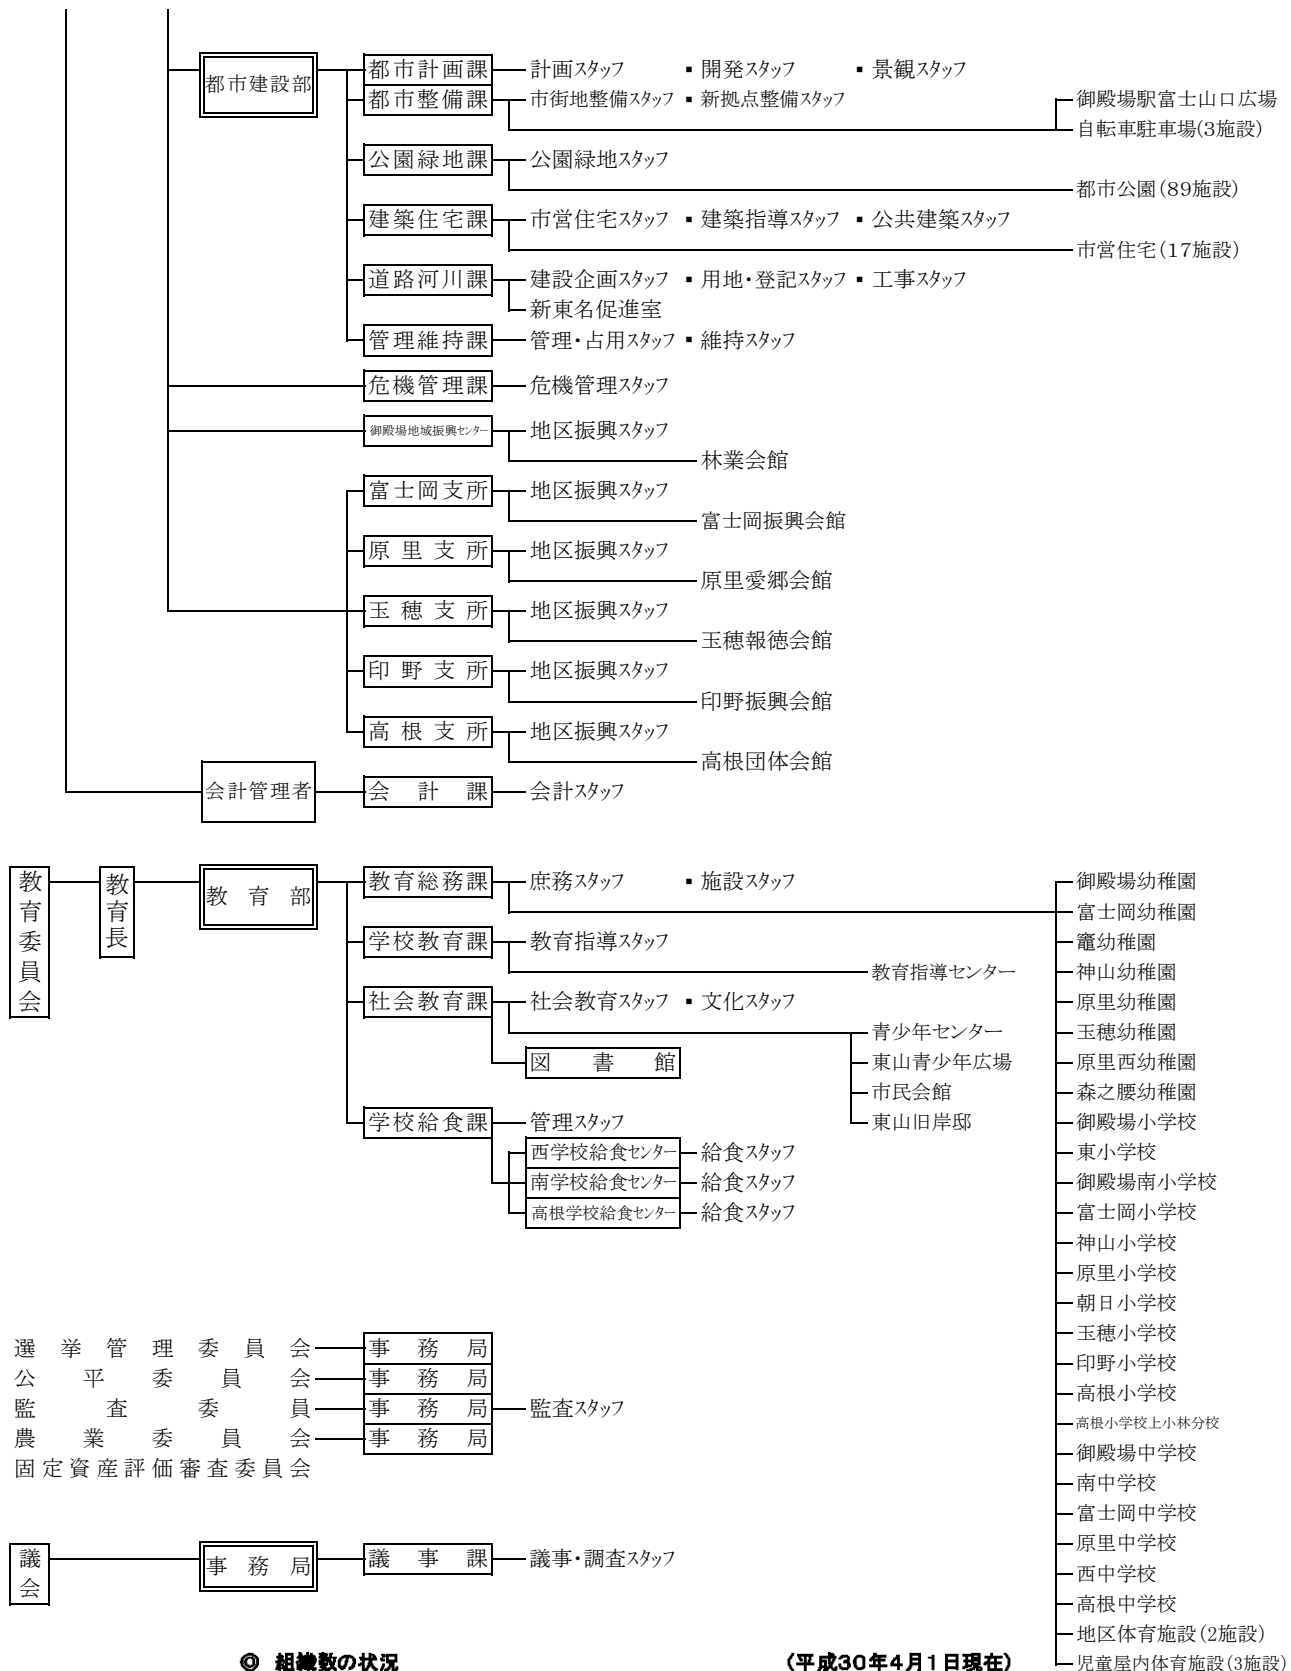 都市建設部
都市計画課 計画スタッフ ▪ 開発スタッフ ▪ 景観スタッフ
都市整備課 市街地整備スタッフ ▪ 新拠点整備スタッフ 御殿場駅富士山口広場
自転車駐車場(3施設)
公園緑地課 公園緑地スタッフ
都市公園(89施設)
建築住宅課 市営住宅スタッフ ▪ 建築指導スタッフ ▪ 公共建築スタッフ
市営住宅(17施設)
道路河川課 建設企画スタッフ ▪ 用地・登記スタッフ ▪ 工事スタッフ
新東名促進室
管理維持課 管理・占用スタッフ ▪ 維持スタッフ
危機管理課 危機管理スタッフ
御殿場地域振興センター 地区振興スタッフ
林業会館
富士岡支所 地区振興スタッフ
富士岡振興会館
原里支所 地区振興スタッフ
原里愛郷会館
玉穂支所 地区振興スタッフ
玉穂報徳会館
印野支所 地区振興スタッフ
印野振興会館
高根支所 地区振興スタッフ
高根団体会館
会計管理者 会計課 会計スタッフ
教育委員会 教育長 教育部
教育総務課 庶務スタッフ ▪ 施設スタッフ
学校教育課 教育指導スタッフ
教育指導センター
社会教育課 社会教育スタッフ ▪ 文化スタッフ
青少年センター
図書館 東山青少年広場
市民会館
学校給食課 管理スタッフ 東山旧岸邸
西学校給食センター 給食スタッフ
南学校給食センター 給食スタッフ
高根学校給食センター 給食スタッフ
御殿場幼稚園
富士岡幼稚園
竈幼稚園
神山幼稚園
原里幼稚園
玉穂幼稚園
原里西幼稚園
森之腰幼稚園
御殿場小学校
東小学校
御殿場南小学校
富士岡小学校
神山小学校
原里小学校
朝日小学校
玉穂小学校
印野小学校
高根小学校
高根小学校上小林分校
御殿場中学校
南中学校
富士岡中学校
原里中学校
西中学校
高根中学校
地区体育施設(2施設)
児童屋内体育施設(3施設)
選挙管理委員会 事務局
公平委員会 事務局
監査委員 事務局 監査スタッフ
農業委員会 事務局
固定資産評価審査委員会
議会 事務局 議事課 議事・調査スタッフ
◎ 組織数の状況 (平成30年4月1日現在)